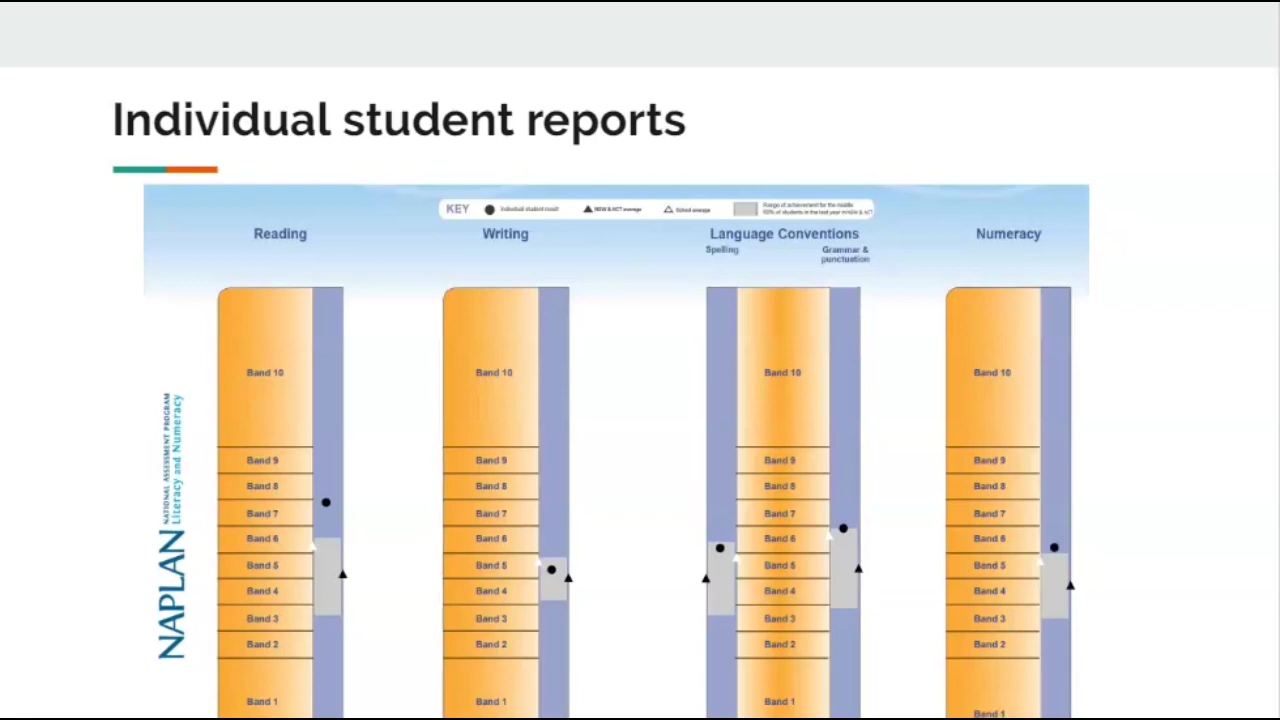 Individual student reports
KEY Individual student result NSW & ACT average School average Range of achievement for the middle
60% of students in the test year in NSW & ACT
Reading Writing Language Conventions Numeracy
Spelling Grammar &
punctuation
Band 10 Band 10 Band 10 Band 10
Band 9 Band 9 Band 9 Band 9
Band 8 Band 8 Band 8 Band 8
Band 7 Band 7 Band 7 Band 7
Band 6 Band 6 Band 6 Band 6
Band 5 Band 5 Band 5 Band 5
Band 4 Band 4 Band 4 Band 4
Band 3 Band 3 Band 3 Band 3
Band 2 Band 2 Band 2 Band 2
Band 1 Band 1 Band 1 Band 1
NAPLAN
NATIONAL ASSESSMENT PROGRAM
Literacy and Numeracy